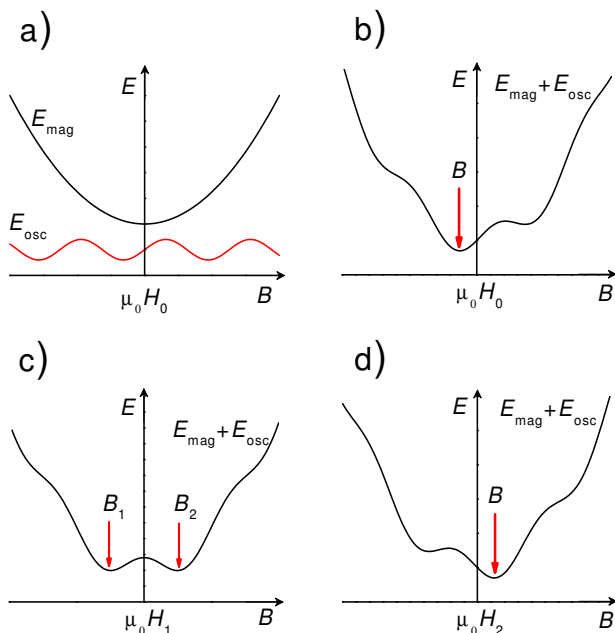 a)
E
E_mag
E_osc
μ₀H₀
B
b)
E
E_mag + E_osc
B
μ₀H₀
B
c)
E
E_mag + E_osc
B₁
B₂
μ₀H₁
B
d)
E
E_mag + E_osc
B
μ₀H₂
B